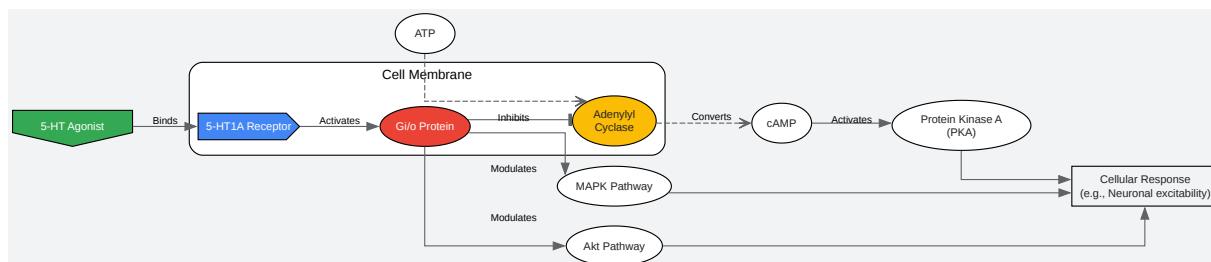 ATP
Cell Membrane
5-HT Agonist
Binds
5-HT1A Receptor
Activates
Gi/o Protein
Inhibits
Adenylyl
Cyclase
Converts
cAMP
Activates
Protein Kinase A
(PKA)
Modulates
MAPK Pathway
Cellular Response
(e.g., Neuronal excitability)
Modulates
Akt Pathway